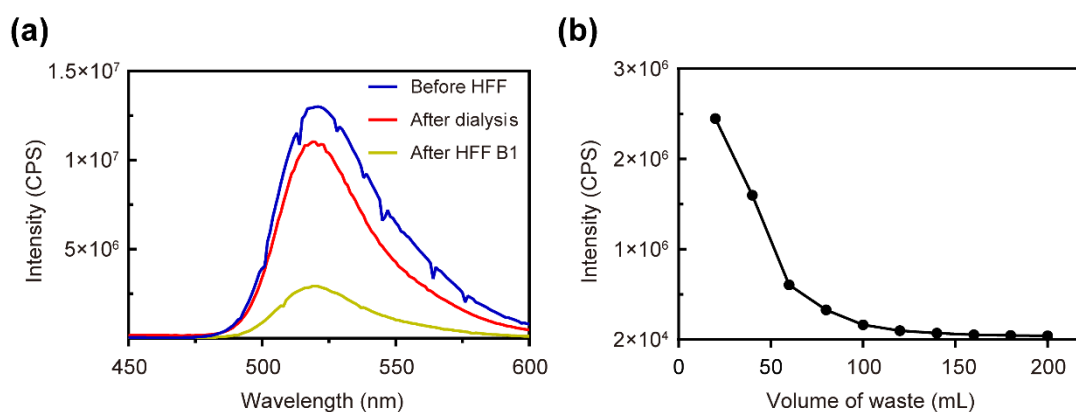 (a)
1.5×10⁷
1×10⁷
5×10⁶
Intensity (CPS)
Before HFF
After dialysis
After HFF B1
450
500
550
600
Wavelength (nm)
(b)
3×10⁶
2×10⁶
1×10⁶
2×10⁴
Intensity (CPS)
0
50
100
150
200
Volume of waste (mL)